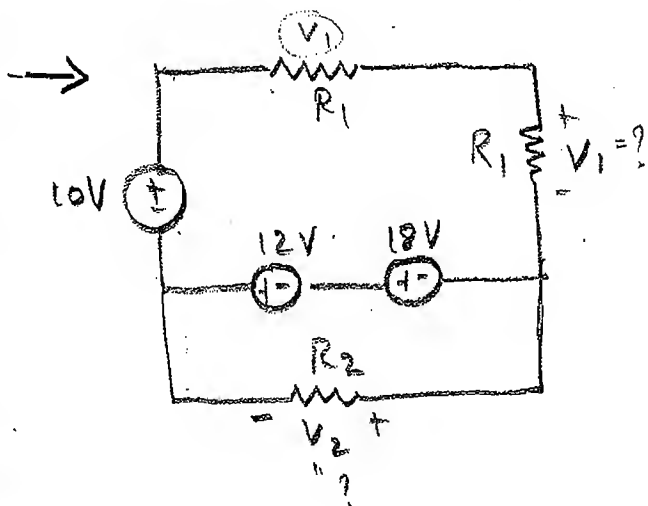 V₁
R₁
R₁
+
V₁ = ?
-
10V
+
-
12V
18V
+ -
+ -
R₂
- +
V₂
"
?